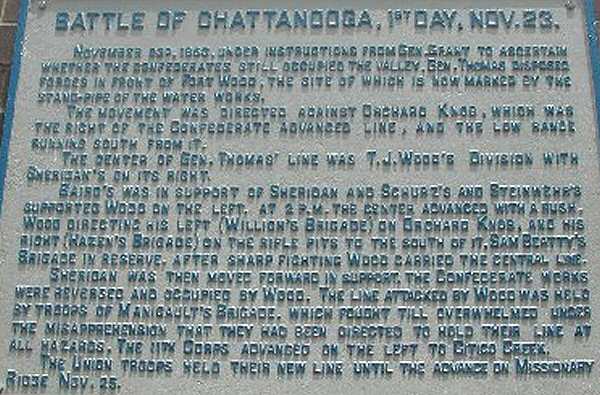 BATTLE OF CHATTANOOGA, 1ST DAY, NOV. 23.
NOVEMBER 23D, 1863, UNDER INSTRUCTIONS FROM GEN. GRANT TO ASCERTAIN
WHETHER THE CONFEDERATES STILL OCCUPIED THE VALLEY, GEN. THOMAS DISPOSED
FORCES IN FRONT OF FORT WOOD, THE SITE OF WHICH IS NOW MARKED BY THE
STAND-PIPE OF THE WATER WORKS.
THE MOVEMENT WAS DIRECTED AGAINST ORCHARD KNOB, WHICH WAS
THE RIGHT OF THE CONFEDERATE ADVANCED LINE, AND THE LOW RANGE
RUNNING SOUTH FROM IT.
THE CENTER OF GEN. THOMAS' LINE WAS T.J. WOOD'S DIVISION WITH
SHERIDAN'S ON ITS RIGHT.
BAIRD'S WAS IN SUPPORT OF SHERIDAN AND SCHURZ'S AND STEINWEHR'S
SUPPORTED WOOD ON THE LEFT. AT 2 P.M. THE CENTER ADVANCED WITH A RUSH,
WOOD DIRECTING HIS LEFT (WILLICH'S BRIGADE) ON ORCHARD KNOB, AND HIS
RIGHT (HAZEN'S BRIGADE) ON THE RIFLE PITS TO THE SOUTH OF IT, SAM BEATTY'S
BRIGADE IN RESERVE. AFTER SHARP FIGHTING WOOD CARRIED THE CENTRAL LINE.
SHERIDAN WAS THEN MOVED FORWARD IN SUPPORT. THE CONFEDERATE WORKS
WERE REVERSED AND OCCUPIED BY WOOD. THE LINE ATTACKED BY WOOD WAS HELD
BY TROOPS OF MANIGAULT'S BRIGADE, WHICH FOUGHT TILL OVERWHELMED UNDER
THE MISAPPREHENSION THAT THEY HAD BEEN DIRECTED TO HOLD THEIR LINE AT
ALL HAZARDS. THE 11TH CORPS ADVANCED ON THE LEFT TO CITICO CREEK.
THE UNION TROOPS HELD THEIR NEW LINE UNTIL THE ADVANCE ON MISSIONARY
RIDGE NOV. 25.